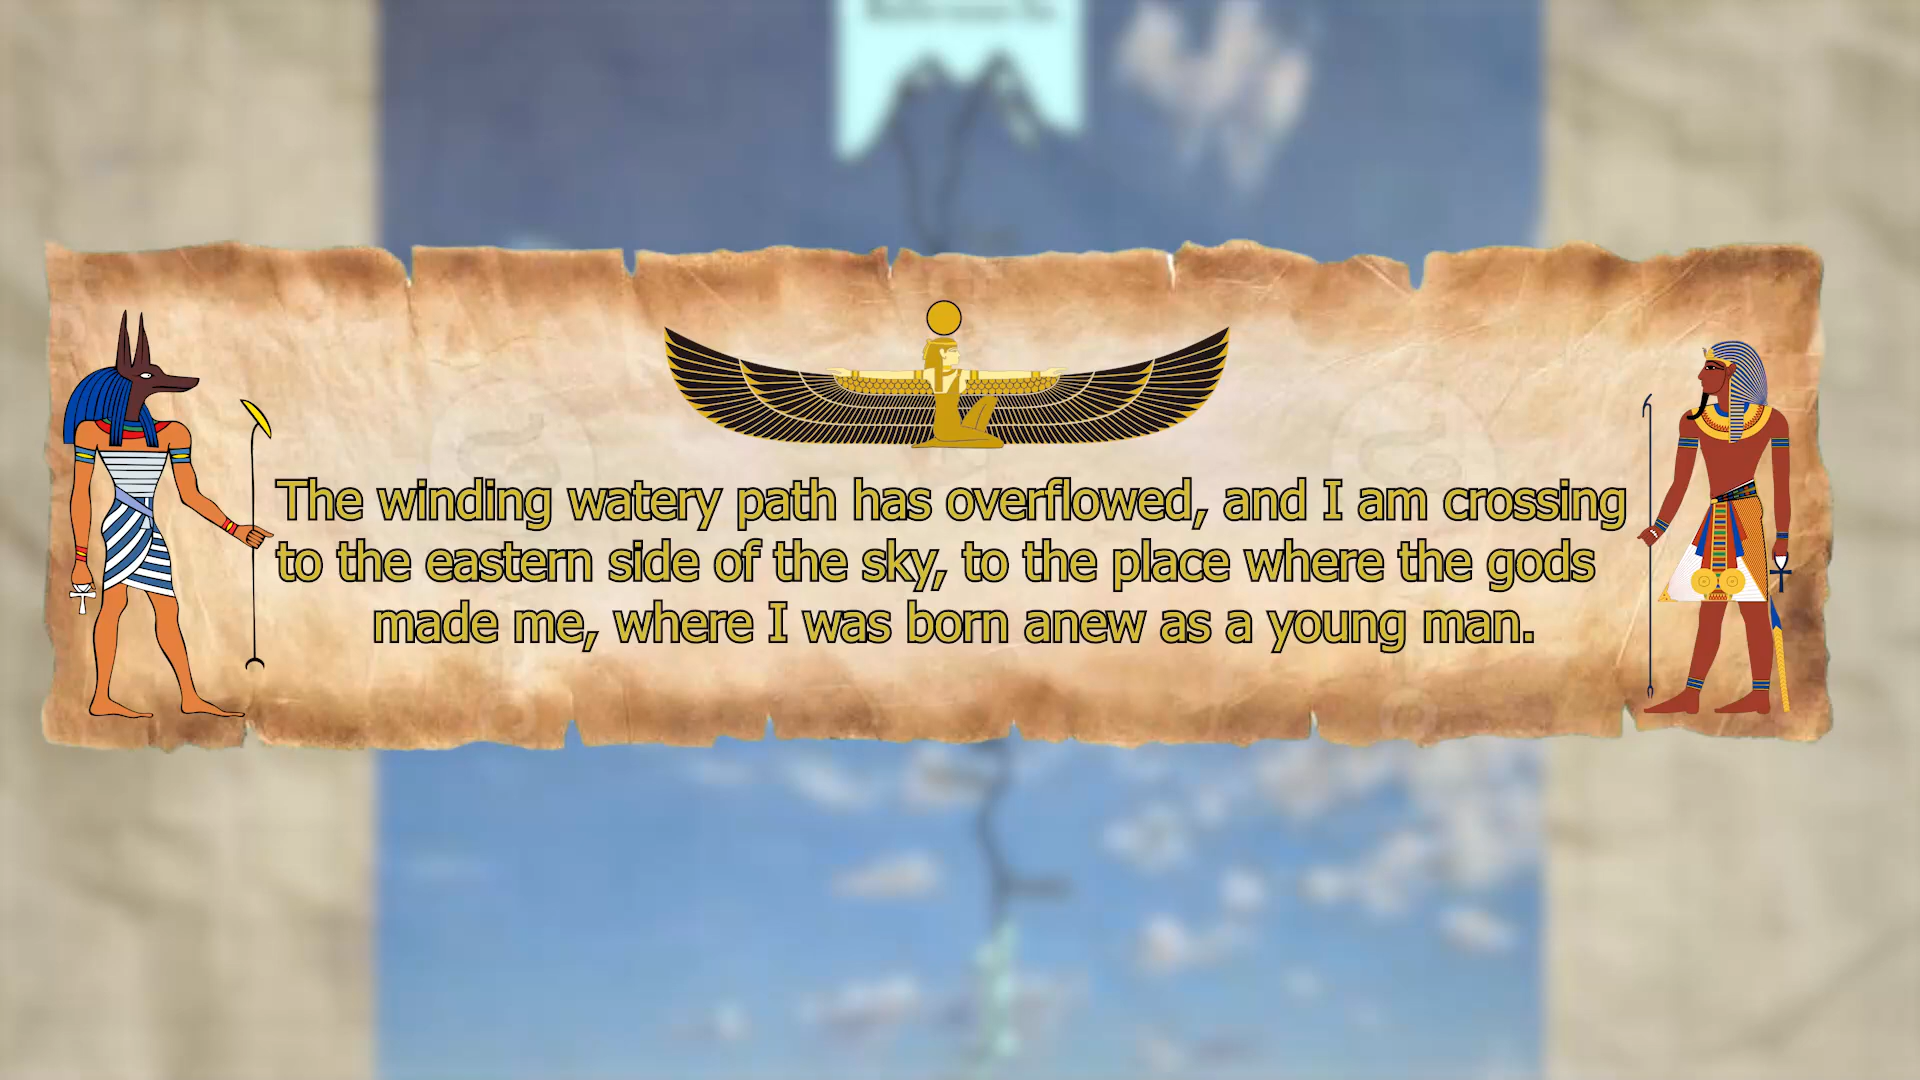 The winding watery path has overflowed, and I am crossing
to the eastern side of the sky, to the place where the gods
made me, where I was born anew as a young man.